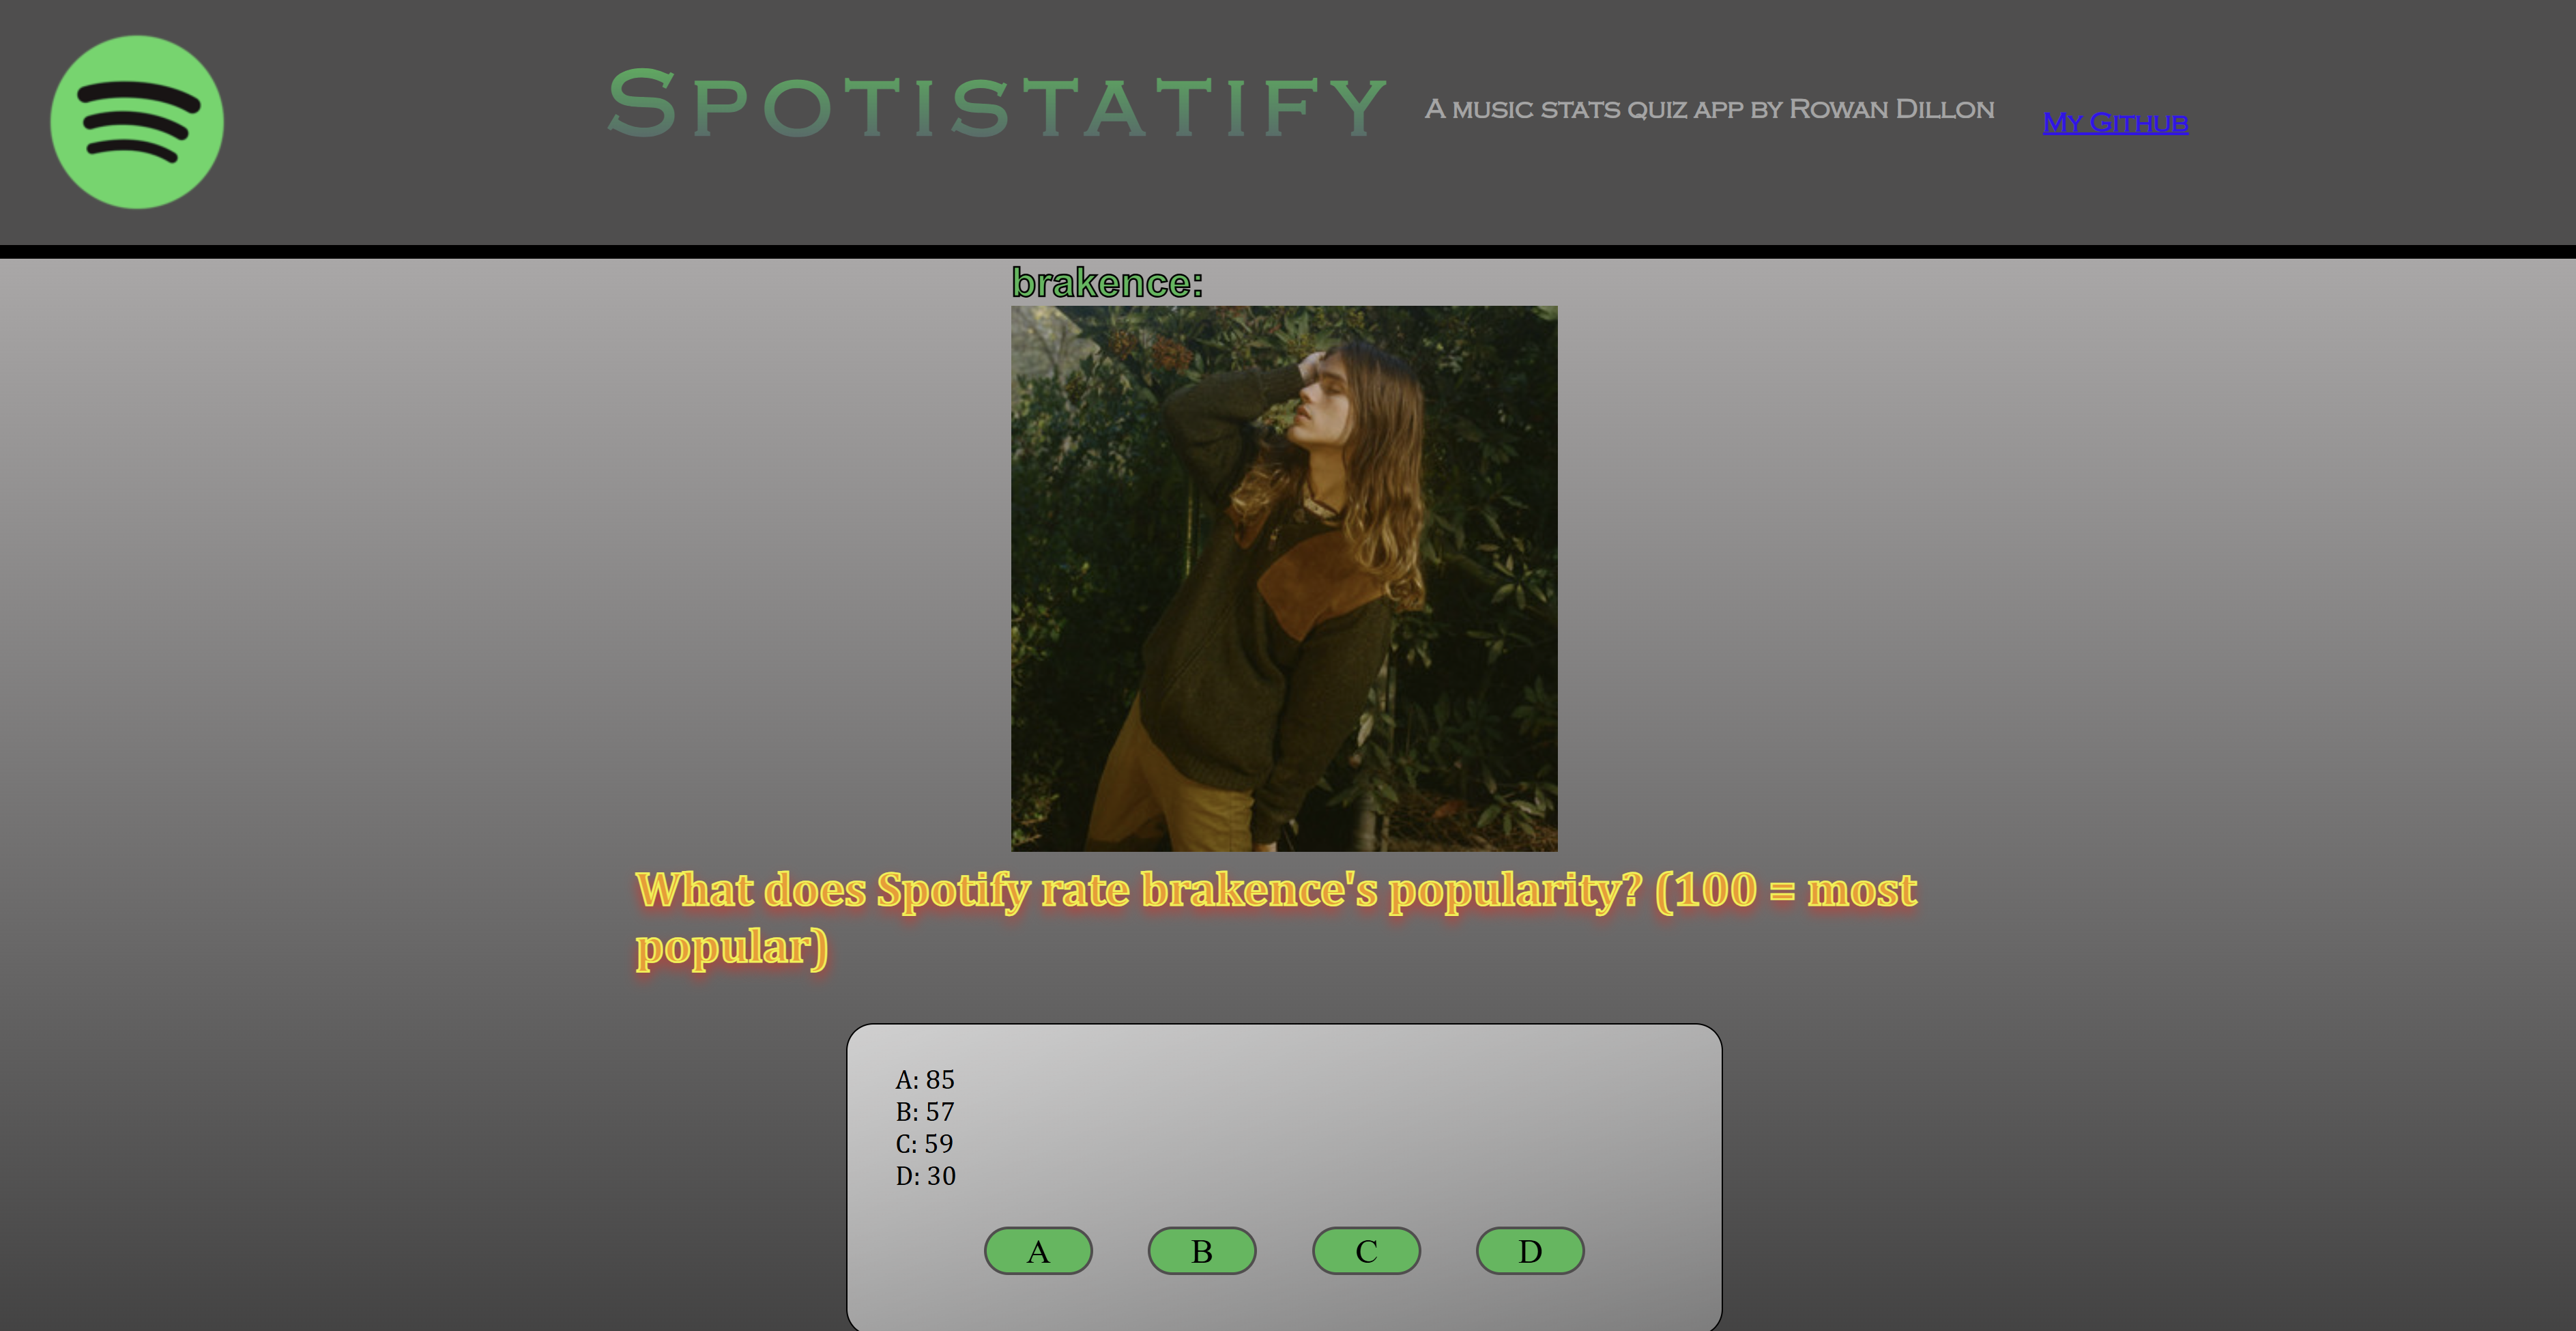 Spotistatify
A music stats quiz app by Rowan Dillon
My Github
brakence:
What does Spotify rate brakence's popularity? (100 = most
popular)
A: 85
B: 57
C: 59
D: 30
A B C D